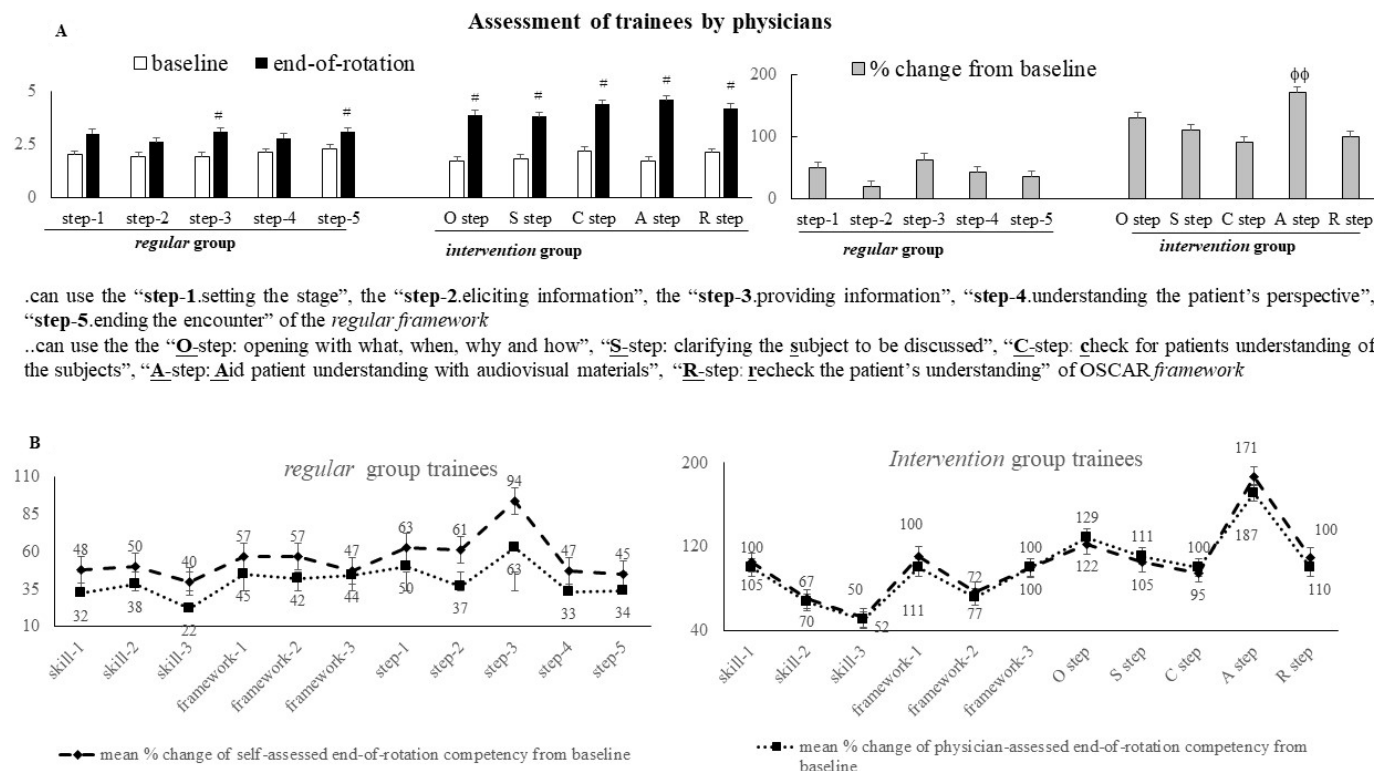 Assessment of trainees by physicians
A
baseline
end-of-rotation
5
2.5
0
#
#
#
#
#
#
#
step-1 step-2 step-3 step-4 step-5
regular group
O step S step C step A step R step
intervention group
200
100
0
% change from baseline
ϕϕ
step-1 step-2 step-3 step-4 step-5
regular group
O step S step C step A step R step
intervention group
.can use the “step-1.setting the stage”, the “step-2.eliciting information”, the “step-3.providing information”, “step-4.understanding the patient’s perspective”,
“step-5.ending the encounter” of the regular framework
..can use the the “O-step: opening with what, when, why and how”, “S-step: clarifying the subject to be discussed”, “C-step: check for patients understanding of
the subjects”, “A-step: Aid patient understanding with audiovisual materials”, “R-step: recheck the patient’s understanding” of OSCAR framework
B
regular group trainees
110
85
60
35
10
48 50 40 57 57 47 63 61 94 47 45
32 38 22 45 42 44 50 37 63 33 34
skill-1 skill-2 skill-3 framework-1 framework-2 framework-3 step-1 step-2 step-3 step-4 step-5
Intervention group trainees
200
120
40
100 67 50 100 72 100 129 111 100 171 100
105 70 52 111 77 100 122 105 95 187 110
skill-1 skill-2 skill-3 framework-1 framework-2 framework-3 O step S step C step A step R step
mean % change of self-assessed end-of-rotation competency from baseline
mean % change of physician-assessed end-of-rotation competency from
baseline